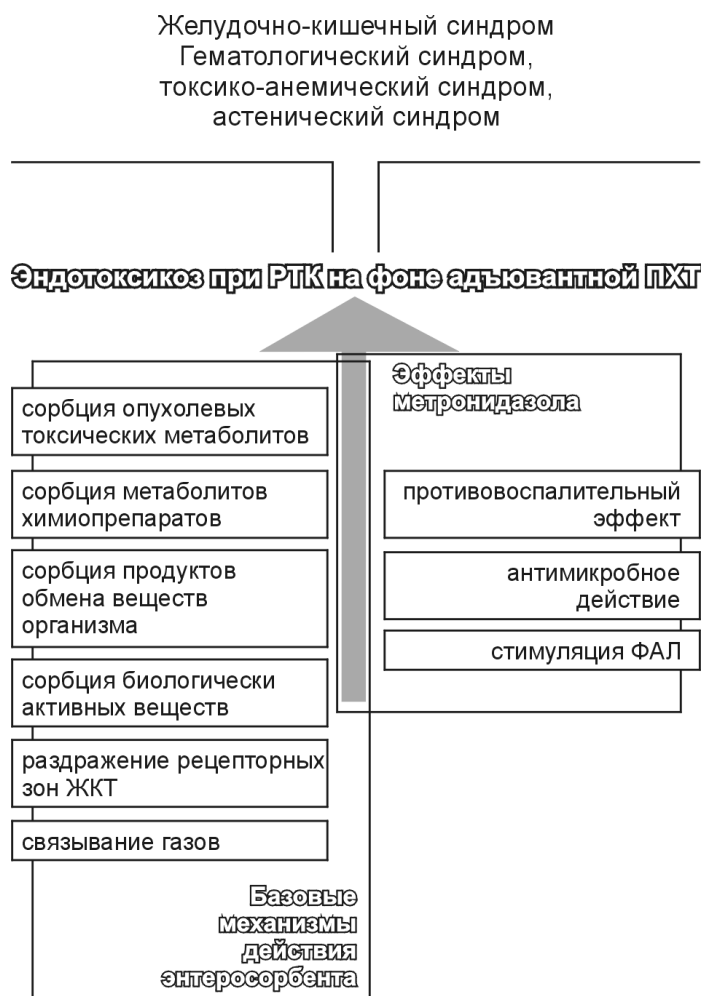 Желудочно-кишечный синдром
Гематологический синдром,
токсико-анемический синдром,
астенический синдром
Эндотоксикоз при РТК на фоне адъювантной ПХТ
сорбция опухолевых
токсических метаболитов
сорбция метаболитов
химиопрепаратов
сорбция продуктов
обмена веществ
организма
сорбция биологически
активных веществ
раздражение рецепторных
зон ЖКТ
связывание газов
Базовые
механизмы
действия
энтеросорбента
Эффекты
метронидазола
противовоспалительный
эффект
антимикробное
действие
стимуляция ФАЛ